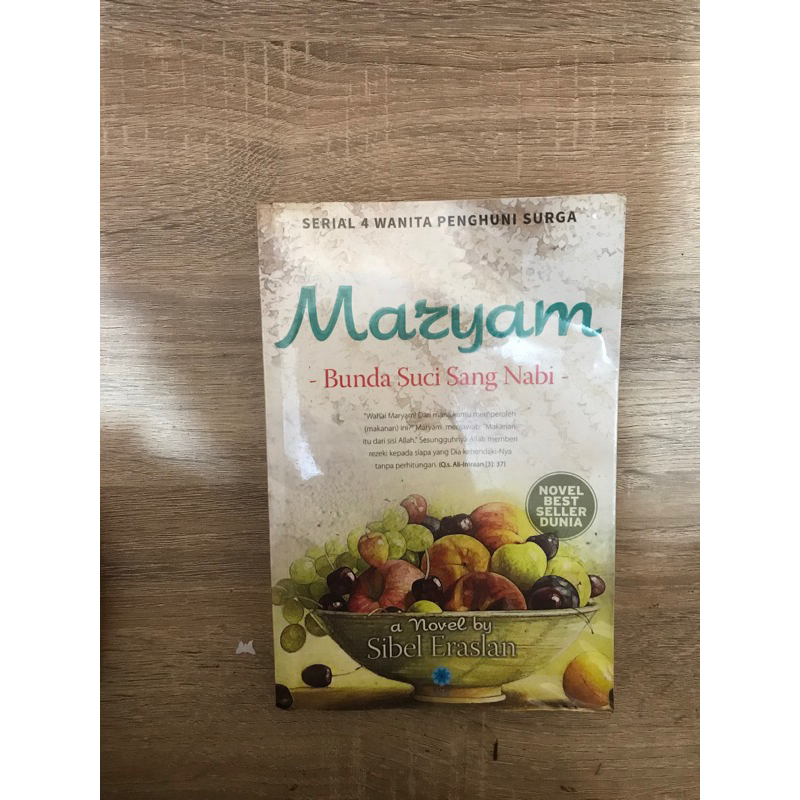 SERIAL 4 WANITA PENGHUNI SURGA
Maryam
- Bunda Suci Sang Nabi -
"Wahai Maryam! Dari mana kamu memperoleh
(makanan) ini?" Maryam menjawab: "Makanan
itu dari sisi Allah." Sesungguhnya Allah memberi
rezeki kepada siapa yang Dia kehendaki-Nya
tanpa perhitungan. (Q.s. Ali-Imraan [3]: 37)
NOVEL
BEST
SELLER
DUNIA
a Novel by
Sibel Eraslan